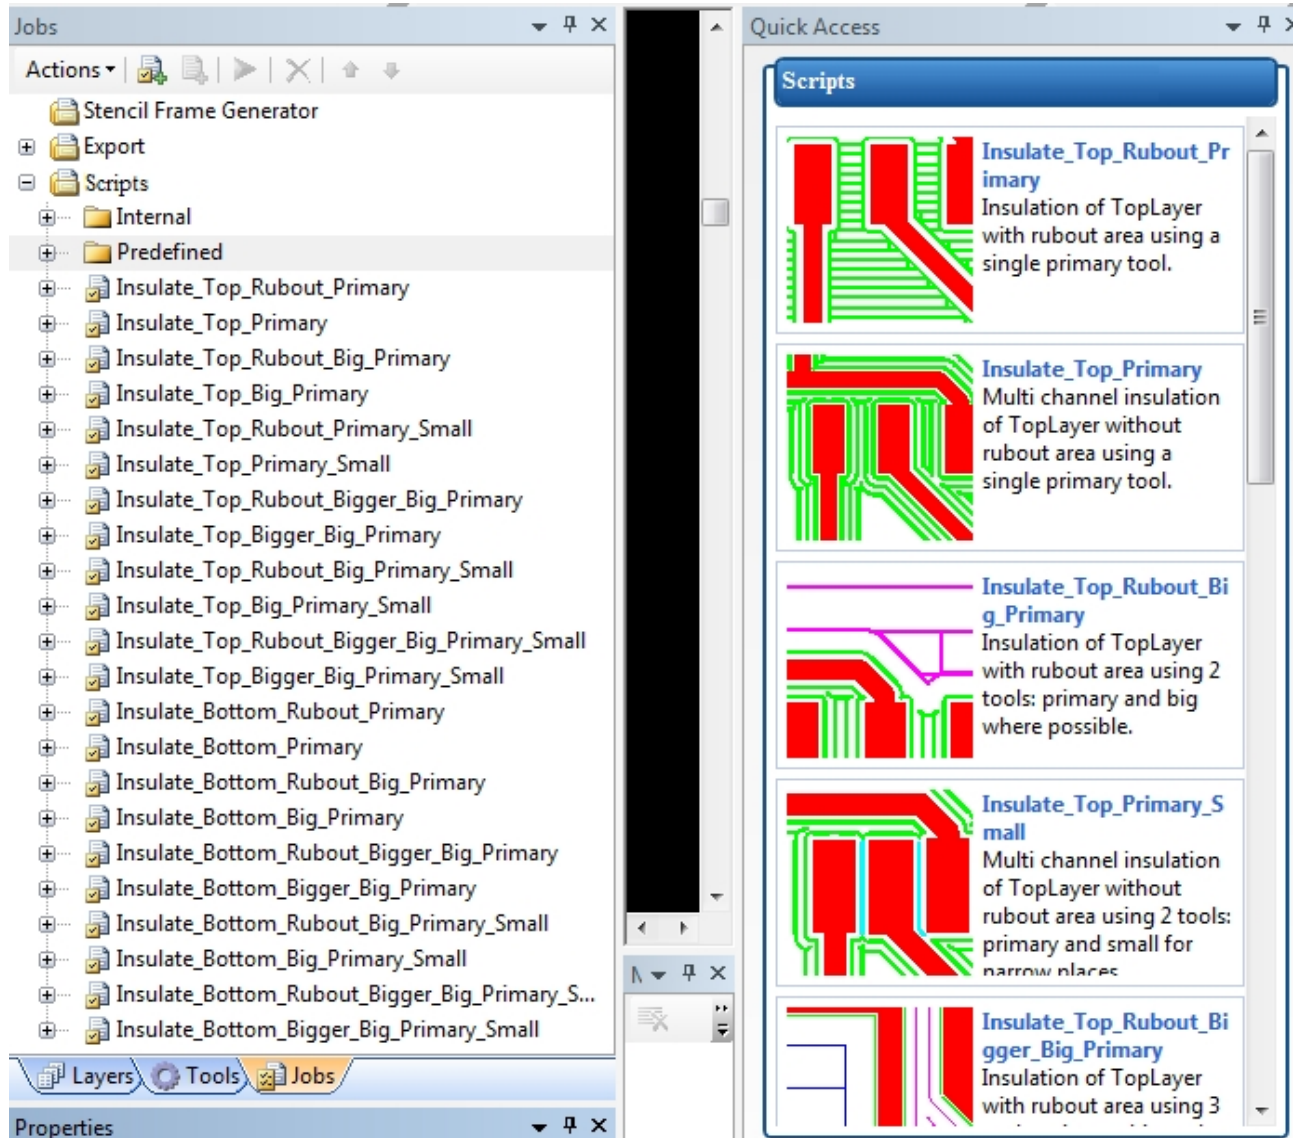 Jobs
Actions
Stencil Frame Generator
Export
Scripts
Internal
Predefined
Insulate_Top_Rubout_Primary
Insulate_Top_Primary
Insulate_Top_Rubout_Big_Primary
Insulate_Top_Big_Primary
Insulate_Top_Rubout_Primary_Small
Insulate_Top_Primary_Small
Insulate_Top_Rubout_Bigger_Big_Primary
Insulate_Top_Bigger_Big_Primary
Insulate_Top_Rubout_Big_Primary_Small
Insulate_Top_Big_Primary_Small
Insulate_Top_Rubout_Bigger_Big_Primary_Small
Insulate_Top_Bigger_Big_Primary_Small
Insulate_Bottom_Rubout_Primary
Insulate_Bottom_Primary
Insulate_Bottom_Rubout_Big_Primary
Insulate_Bottom_Big_Primary
Insulate_Bottom_Rubout_Bigger_Big_Primary
Insulate_Bottom_Bigger_Big_Primary
Insulate_Bottom_Rubout_Big_Primary_Small
Insulate_Bottom_Big_Primary_Small
Insulate_Bottom_Rubout_Bigger_Big_Primary_S...
Insulate_Bottom_Bigger_Big_Primary_Small
Layers Tools Jobs
Properties
Quick Access
Scripts
Insulate_Top_Rubout_Pr
imary
Insulation of TopLayer
with rubout area using a
single primary tool.
Insulate_Top_Primary
Multi channel insulation
of TopLayer without
rubout area using a
single primary tool.
Insulate_Top_Rubout_Bi
g_Primary
Insulation of TopLayer
with rubout area using 2
tools: primary and big
where possible.
Insulate_Top_Primary_S
mall
Multi channel insulation
of TopLayer without
rubout area using 2 tools:
primary and small for
narrow places
Insulate_Top_Rubout_Bi
gger_Big_Primary
Insulation of TopLayer
with rubout area using 3